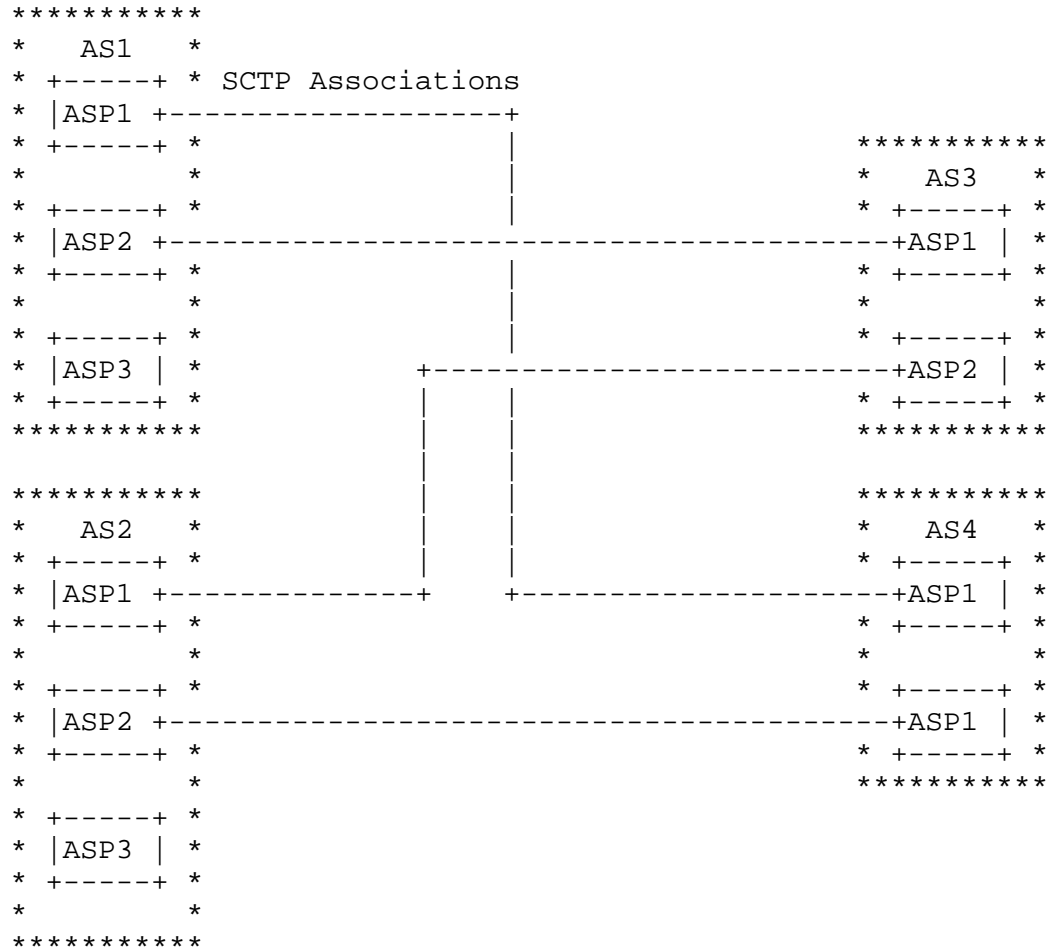 AS1
SCTP Associations
ASP1
AS3
ASP2 ASP1
ASP3 ASP2
AS2 AS4
ASP1 ASP1
ASP2 ASP1
ASP3